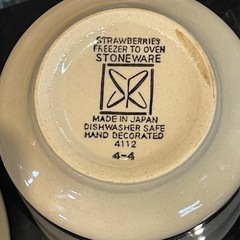 STRAWBERRIES
FREEZER TO OVEN
STONEWARE
MADE IN JAPAN
DISHWASHER SAFE
HAND DECORATED
4112
4-4